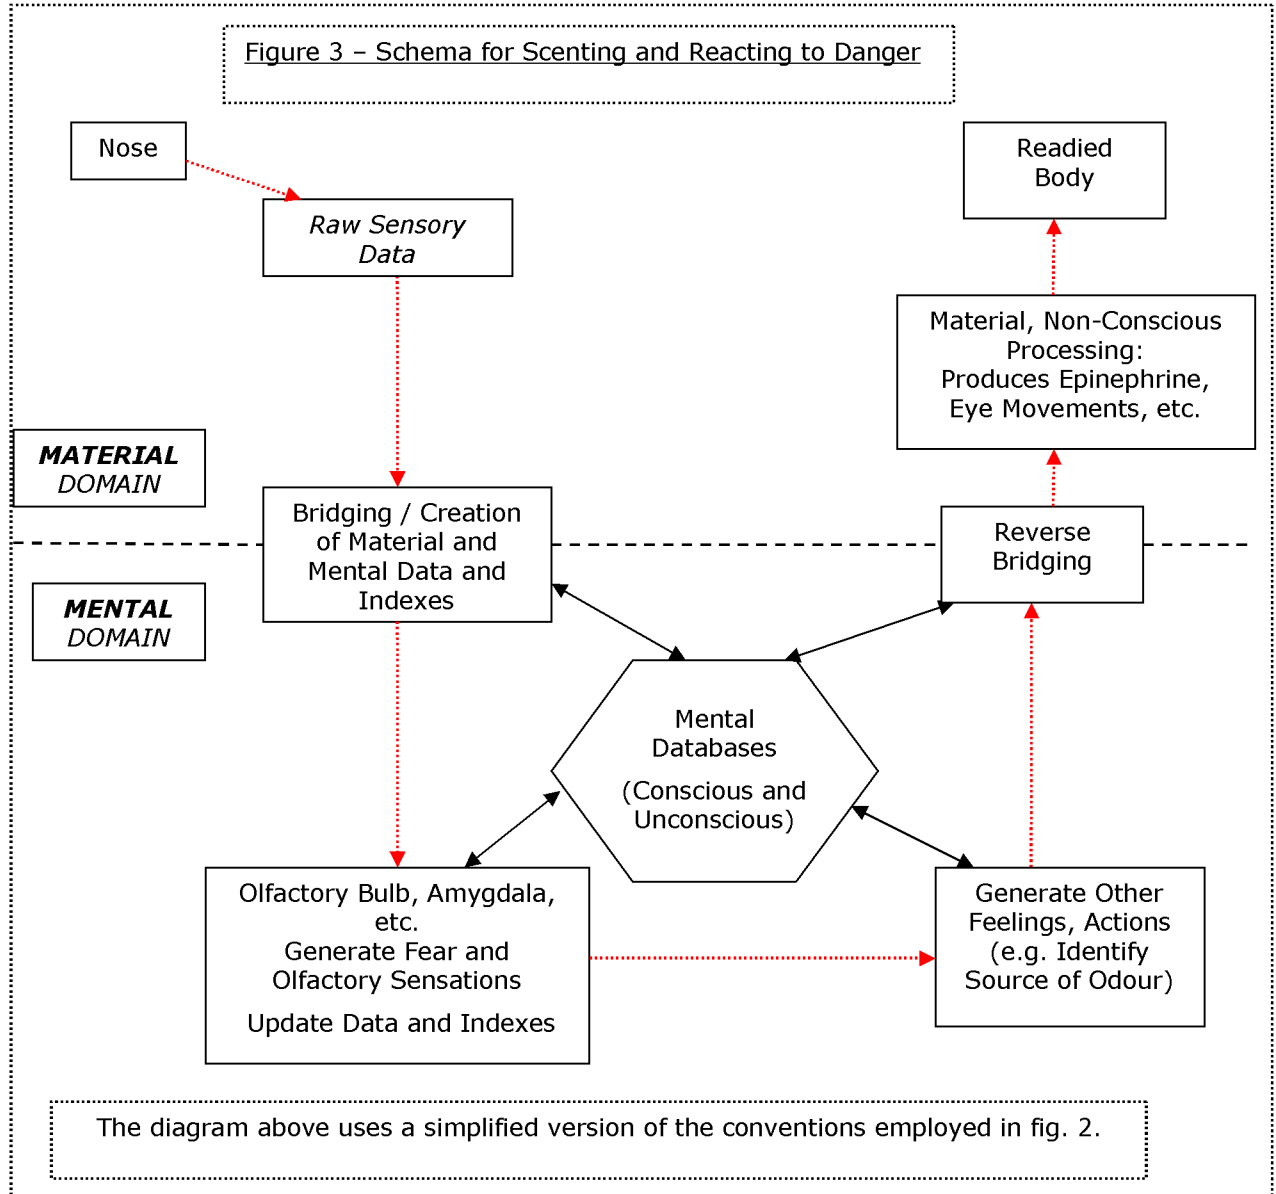 Figure 3 – Schema for Scenting and Reacting to Danger
Nose
Raw Sensory
Data
Readied
Body
Material, Non-Conscious
Processing:
Produces Epinephrine,
Eye Movements, etc.
MATERIAL
DOMAIN
Bridging / Creation
of Material and
Mental Data and
Indexes
Reverse
Bridging
MENTAL
DOMAIN
Mental
Databases
(Conscious and
Unconscious)
Olfactory Bulb, Amygdala,
etc.
Generate Fear and
Olfactory Sensations
Update Data and Indexes
Generate Other
Feelings, Actions
(e.g. Identify
Source of Odour)
The diagram above uses a simplified version of the conventions employed in fig. 2.